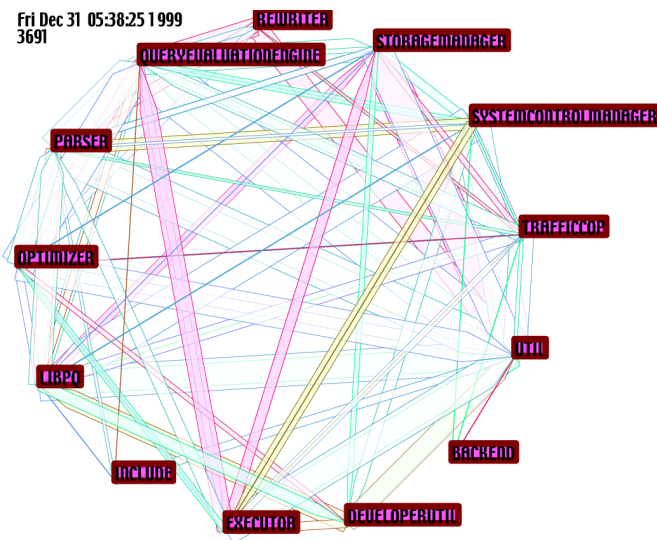 Fri Dec 31 05:38:25 1999
3691
REWRITER
STORAGEMANAGER
QUERYEVALUATIONENGINE
SYSTEMCONTROLMANAGER
PARSER
TRAFFICCOP
OPTIMIZER
UTIL
LIBPQ
BACKEND
INCLUDE
DEVELOPERUTIL
EXECUTOR